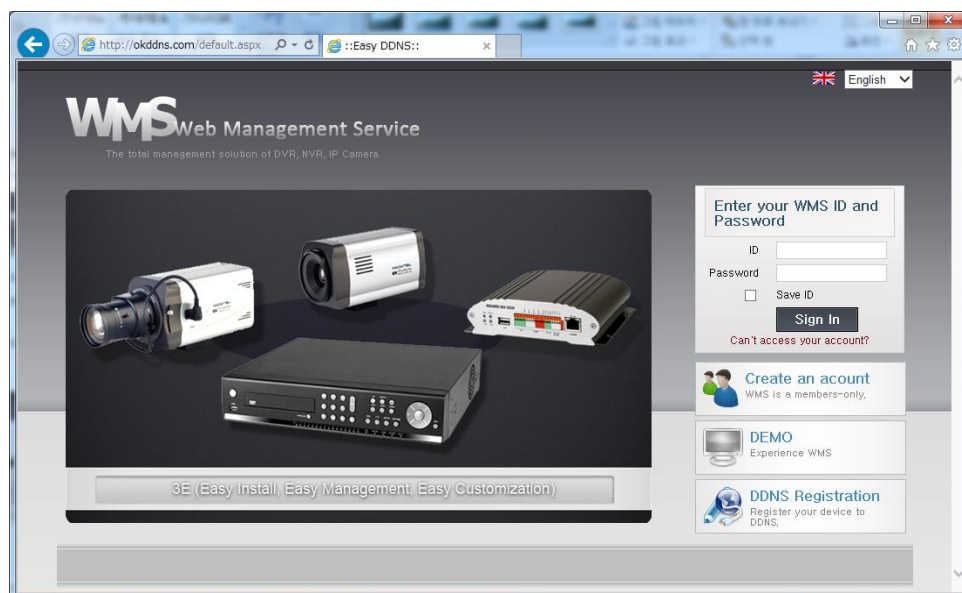 http://okddns.com/default.aspx
::Easy DDNS::
English
WMS Web Management Service
The total management solution of DVR, NVR, IP Camera
Enter your WMS ID and
Password
ID
Password
Save ID
Sign In
Can't access your account?
Create an acount
WMS is a members-only,
DEMO
Experience WMS
DDNS Registration
Register your device to
DDNS,
3E (Easy Install, Easy Management, Easy Customization)